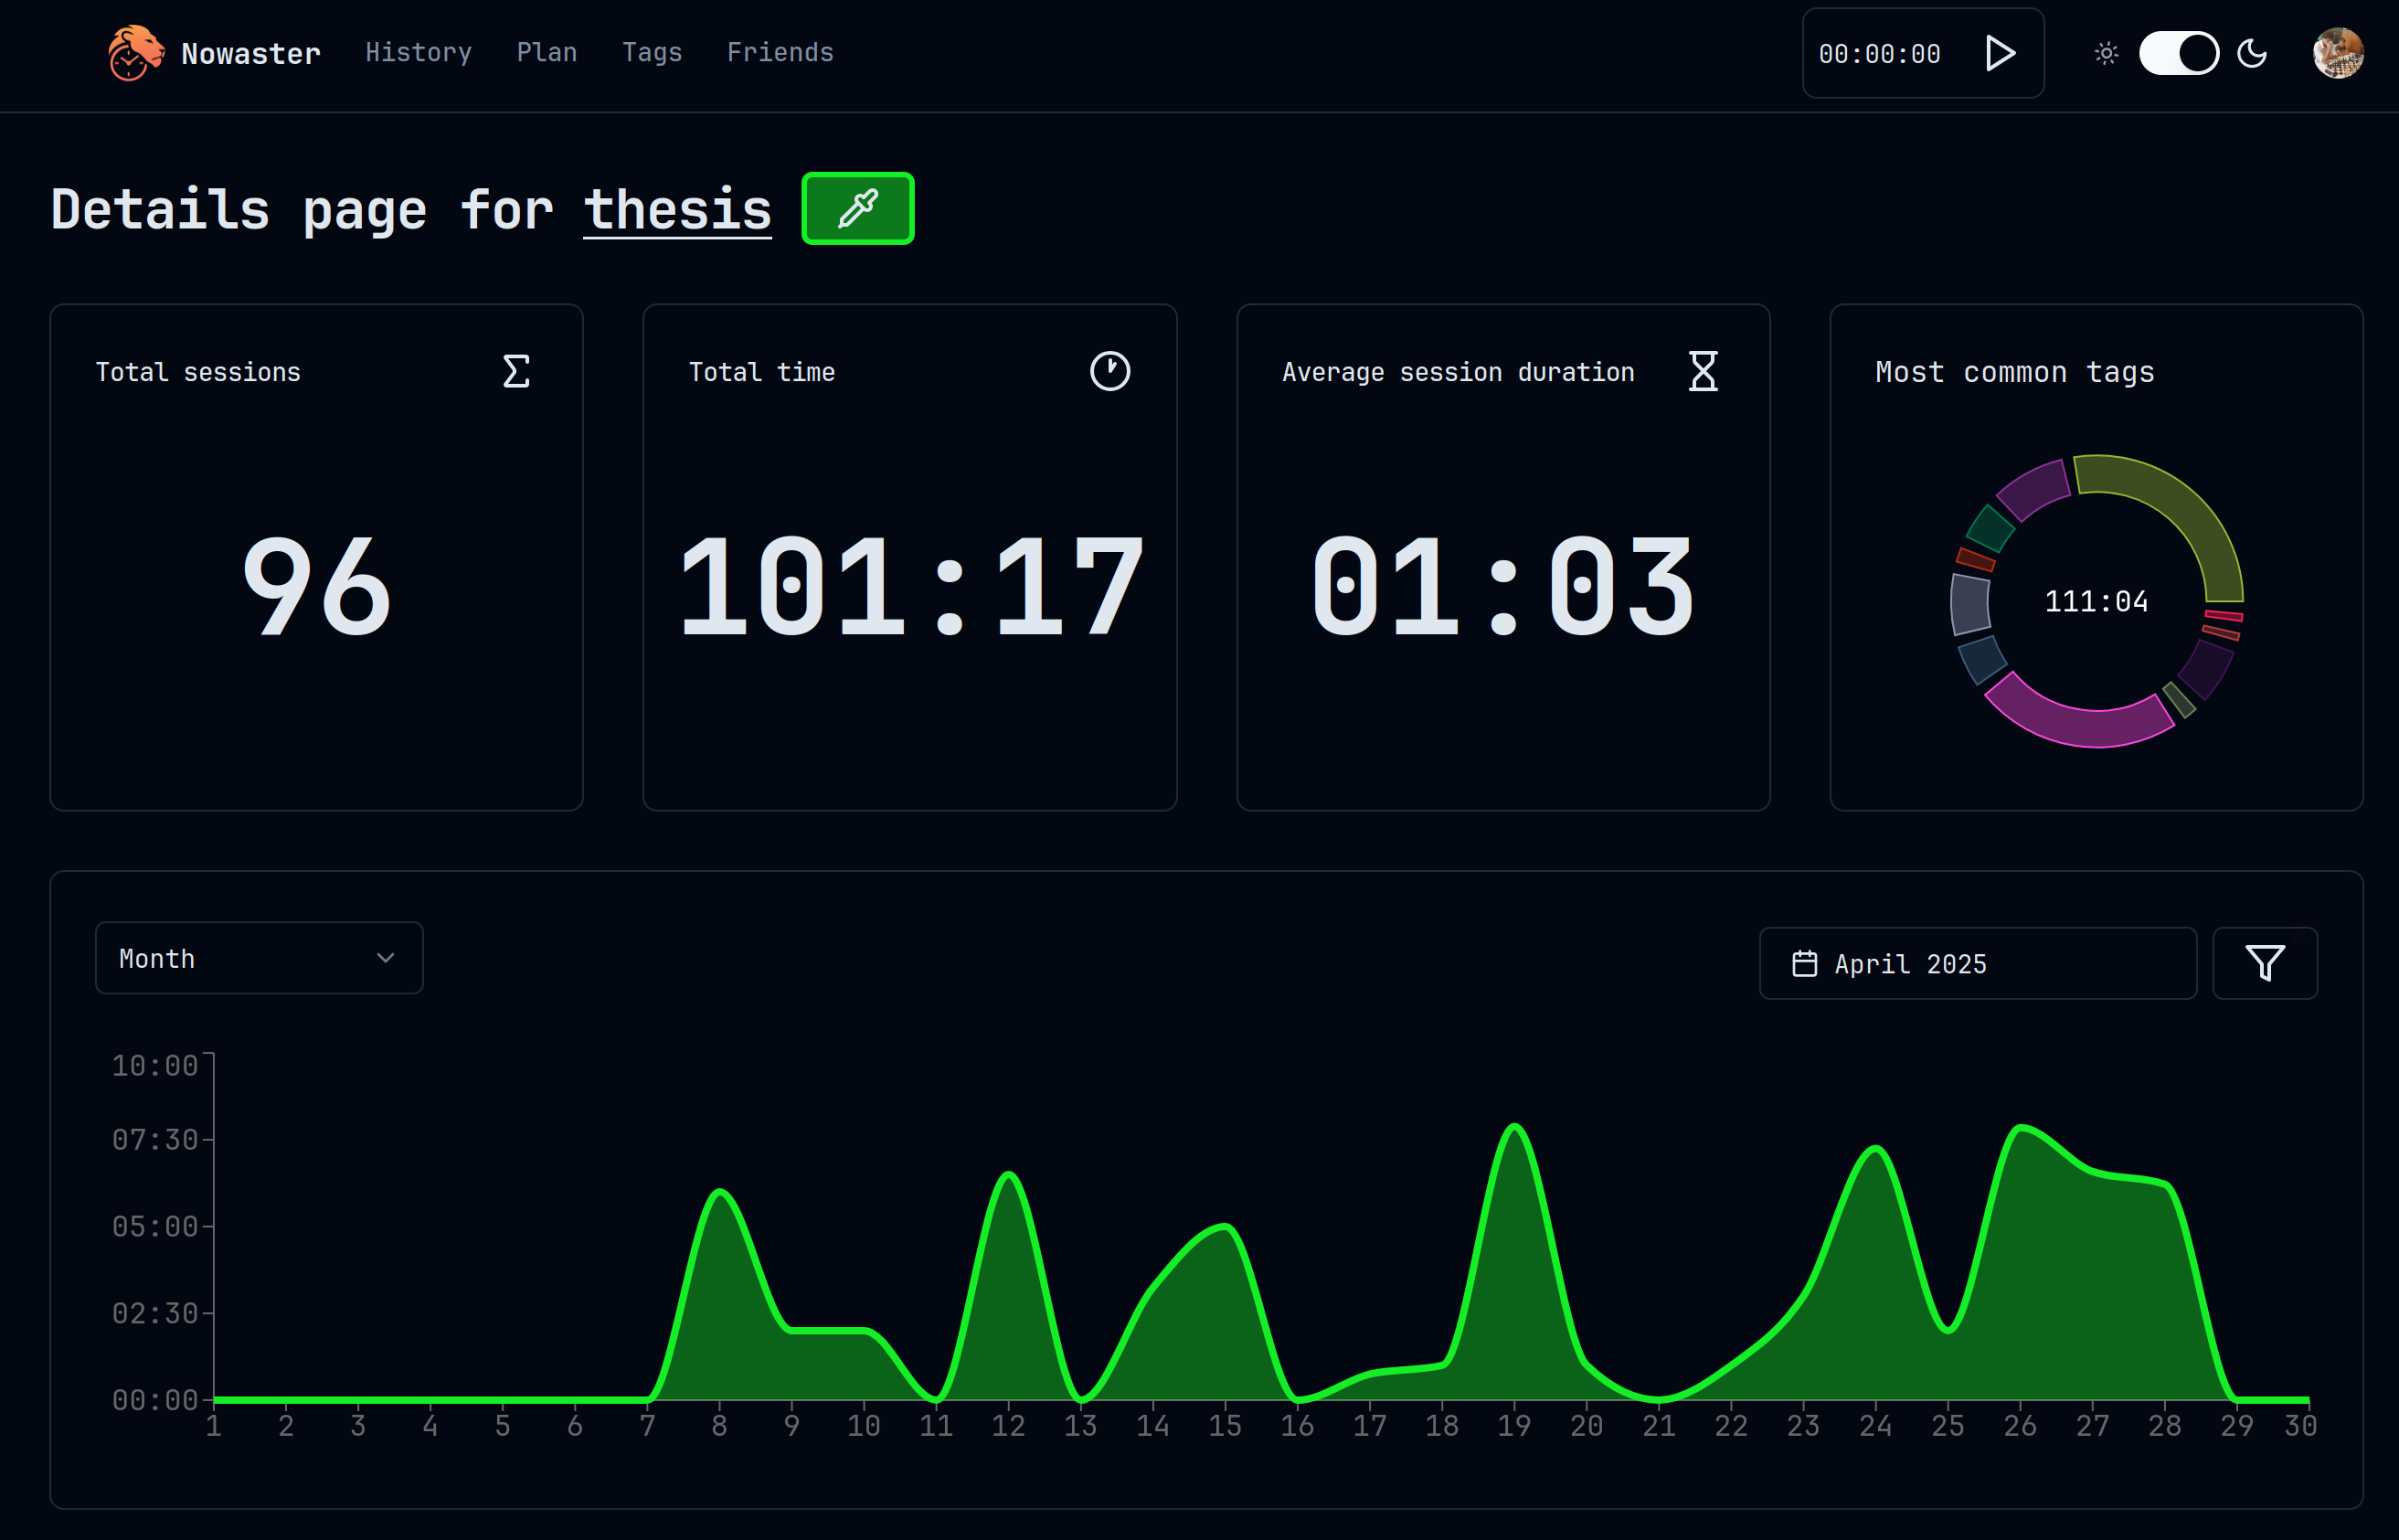 Nowaster History Plan Tags Friends 00:00:00
Details page for thesis
Total sessions
96
Total time
101:17
Average session duration
01:03
Most common tags
111:04
Month
April 2025
10:00
07:30
05:00
02:30
00:00
1 2 3 4 5 6 7 8 9 10 11 12 13 14 15 16 17 18 19 20 21 22 23 24 25 26 27 28 29 30